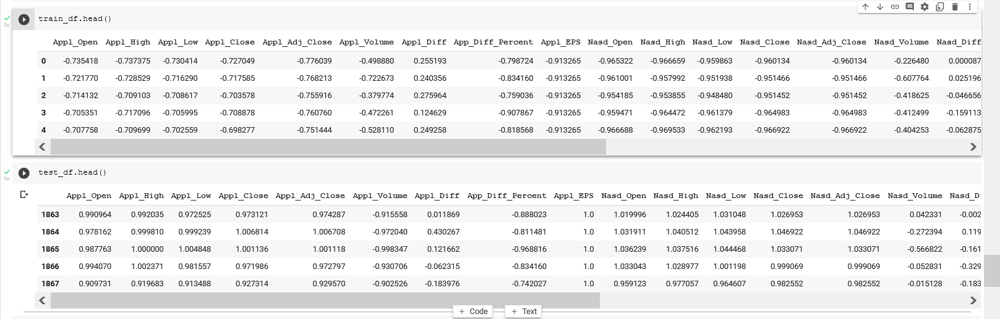 train_df.head()
0s
Appl_Open Appl_High Appl_Low Appl_Close Appl_Adj_Close Appl_Volume Appl_Diff App_Diff_Percent Appl_EPS Nasd_Open Nasd_High Nasd_Low Nasd_Close Nasd_Adj_Close Nasd_Volume Nasd_Diff
0 -0.735418 -0.737375 -0.730414 -0.727049 -0.776039 -0.498880 0.255193 -0.798724 -0.913265 -0.965322 -0.966659 -0.959863 -0.960134 -0.960134 -0.226480 0.000087
1 -0.721770 -0.728529 -0.716290 -0.717585 -0.768213 -0.722673 0.240356 -0.834160 -0.913265 -0.961001 -0.957992 -0.951938 -0.951466 -0.951466 -0.607764 0.025196
2 -0.714132 -0.709103 -0.708617 -0.703578 -0.755916 -0.379774 0.275964 -0.759036 -0.913265 -0.954185 -0.953855 -0.948480 -0.951452 -0.951452 -0.418625 -0.046656
3 -0.705351 -0.717096 -0.705995 -0.708878 -0.760760 -0.472261 0.124629 -0.907867 -0.913265 -0.959471 -0.964472 -0.961379 -0.964983 -0.964983 -0.412499 -0.159113
4 -0.707758 -0.709699 -0.702559 -0.698277 -0.751444 -0.528110 0.249258 -0.818568 -0.913265 -0.966688 -0.969533 -0.962193 -0.966922 -0.966922 -0.404253 -0.062875
test_df.head()
0s
Appl_Open Appl_High Appl_Low Appl_Close Appl_Adj_Close Appl_Volume Appl_Diff App_Diff_Percent Appl_EPS Nasd_Open Nasd_High Nasd_Low Nasd_Close Nasd_Adj_Close Nasd_Volume Nasd_D
1863 0.990964 0.992035 0.972525 0.973121 0.974287 -0.915558 0.011869 -0.888023 1.0 1.019996 1.024405 1.031048 1.026953 1.026953 0.042331 -0.002
1864 0.978162 0.999810 0.999239 1.006814 1.006708 -0.972040 0.430267 -0.811481 1.0 1.031911 1.040512 1.043958 1.046922 1.046922 -0.272394 0.119
1865 0.987763 1.000000 1.004848 1.001136 1.001118 -0.998347 0.121662 -0.968816 1.0 1.036239 1.037516 1.044468 1.033071 1.033071 -0.566822 -0.161
1866 0.994070 1.002371 0.981557 0.971986 0.972797 -0.930706 -0.062315 -0.834160 1.0 1.033043 1.028977 1.001198 0.999069 0.999069 -0.052831 -0.329
1867 0.909731 0.919683 0.913488 0.927314 0.929570 -0.902526 -0.183976 -0.742027 1.0 0.959123 0.977057 0.964607 0.982552 0.982552 -0.015128 -0.183
+ Code + Text